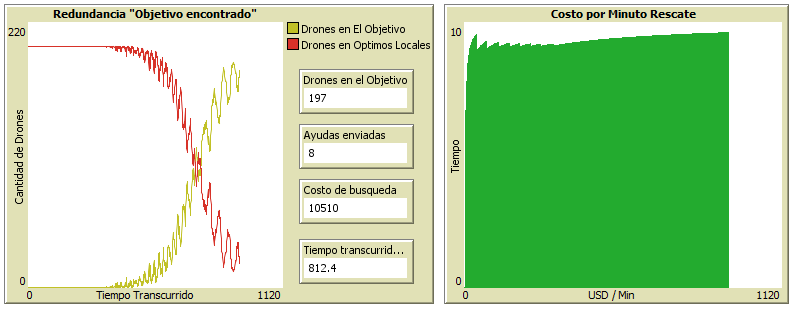 Redundancia "Objetivo encontrado"
220
Cantidad de Drones
0
0
Tiempo Transcurrido
1120
Drones en El Objetivo
Drones en Optimos Locales
Drones en el Objetivo
197
Ayudas enviadas
8
Costo de busqueda
10510
Tiempo transcurrid...
812.4
Costo por Minuto Rescate
10
Tiempo
0
0
USD / Min
1120